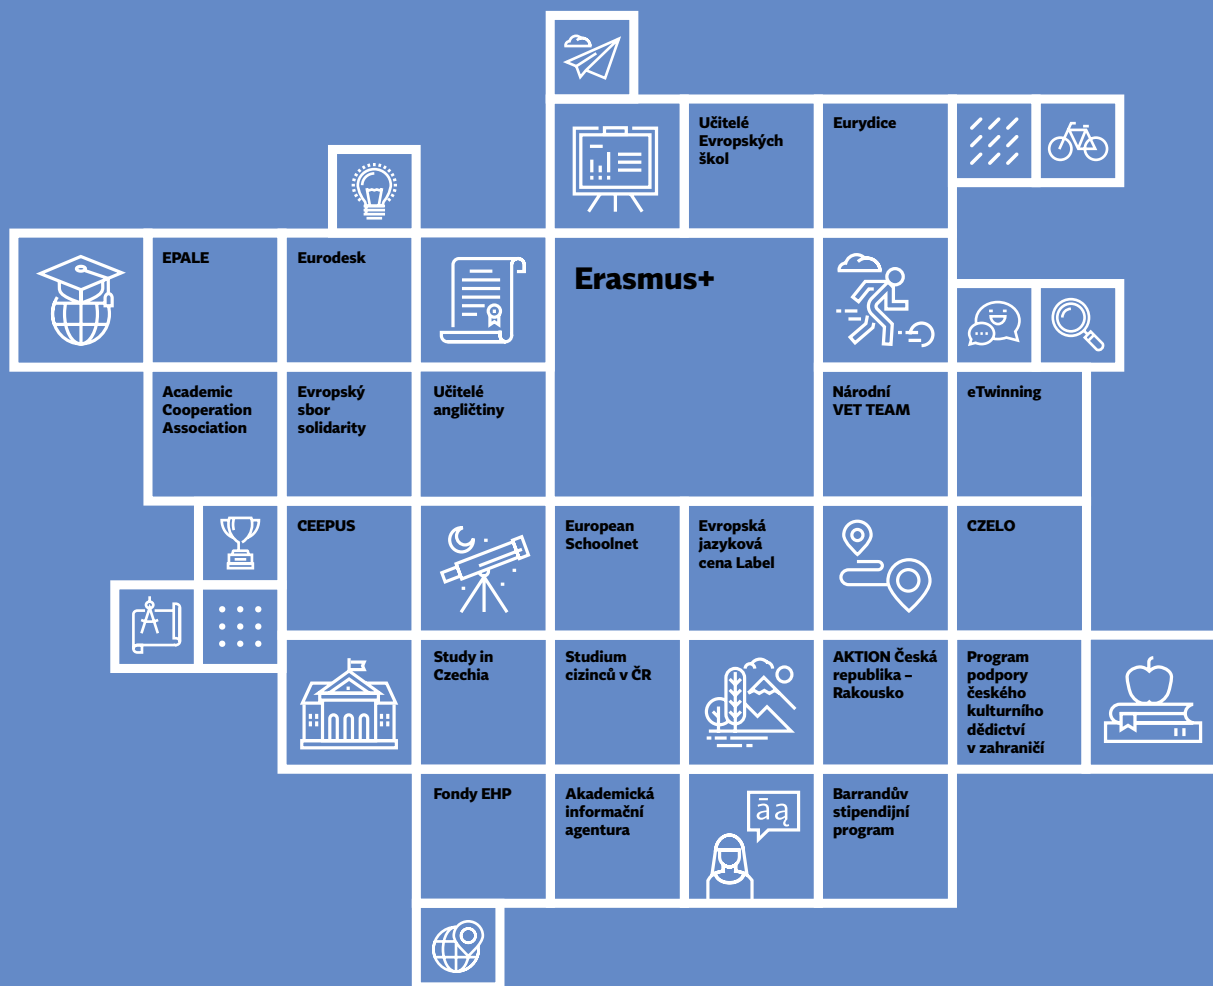 Učitelé
Evropských
škol
Eurydice
EPALE
Eurodesk
Erasmus+
Academic
Cooperation
Association
Evropský
sbor
solidarity
Učitelé
angličtiny
Národní
VET TEAM
eTwinning
CEEPUS
European
Schoolnet
Evropská
jazyková
cena Label
CZELO
Study in
Czechia
Studium
cizinců v ČR
AKTION Česká
republika –
Rakousko
Program
podpory
českého
kulturního
dědictví
v zahraničí
Fondy EHP
Akademická
informační
agentura
āą
Barrandův
stipendijní
program